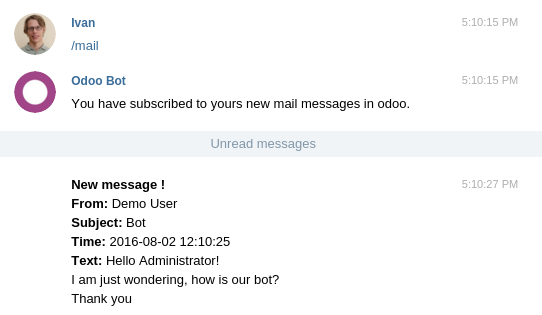 Ivan 5:10:15 PM
/mail
Odoo Bot 5:10:15 PM
You have subscribed to yours new mail messages in odoo.
Unread messages
New message ! 5:10:27 PM
From: Demo User
Subject: Bot
Time: 2016-08-02 12:10:25
Text: Hello Administrator!
I am just wondering, how is our bot?
Thank you